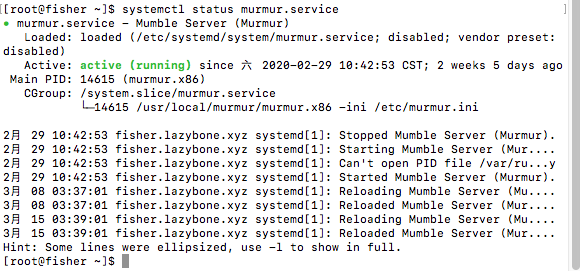 [[root@fisher ~]$ systemctl status murmur.service
● murmur.service - Mumble Server (Murmur)
   Loaded: loaded (/etc/systemd/system/murmur.service; disabled; vendor preset:
disabled)
   Active: active (running) since 六 2020-02-29 10:42:53 CST; 2 weeks 5 days ago
 Main PID: 14615 (murmur.x86)
   CGroup: /system.slice/murmur.service
           └─14615 /usr/local/murmur/murmur.x86 -ini /etc/murmur.ini

2月 29 10:42:53 fisher.lazybone.xyz systemd[1]: Stopped Mumble Server (Murmur).
2月 29 10:42:53 fisher.lazybone.xyz systemd[1]: Starting Mumble Server (Mur....
2月 29 10:42:53 fisher.lazybone.xyz systemd[1]: Can't open PID file /var/ru...y
2月 29 10:42:53 fisher.lazybone.xyz systemd[1]: Started Mumble Server (Murmur).
3月 08 03:37:01 fisher.lazybone.xyz systemd[1]: Reloading Mumble Server (Mu....
3月 08 03:37:01 fisher.lazybone.xyz systemd[1]: Reloaded Mumble Server (Mur....
3月 15 03:39:01 fisher.lazybone.xyz systemd[1]: Reloading Mumble Server (Mu....
3月 15 03:39:01 fisher.lazybone.xyz systemd[1]: Reloaded Mumble Server (Mur....
Hint: Some lines were ellipsized, use -l to show in full.
[root@fisher ~]$